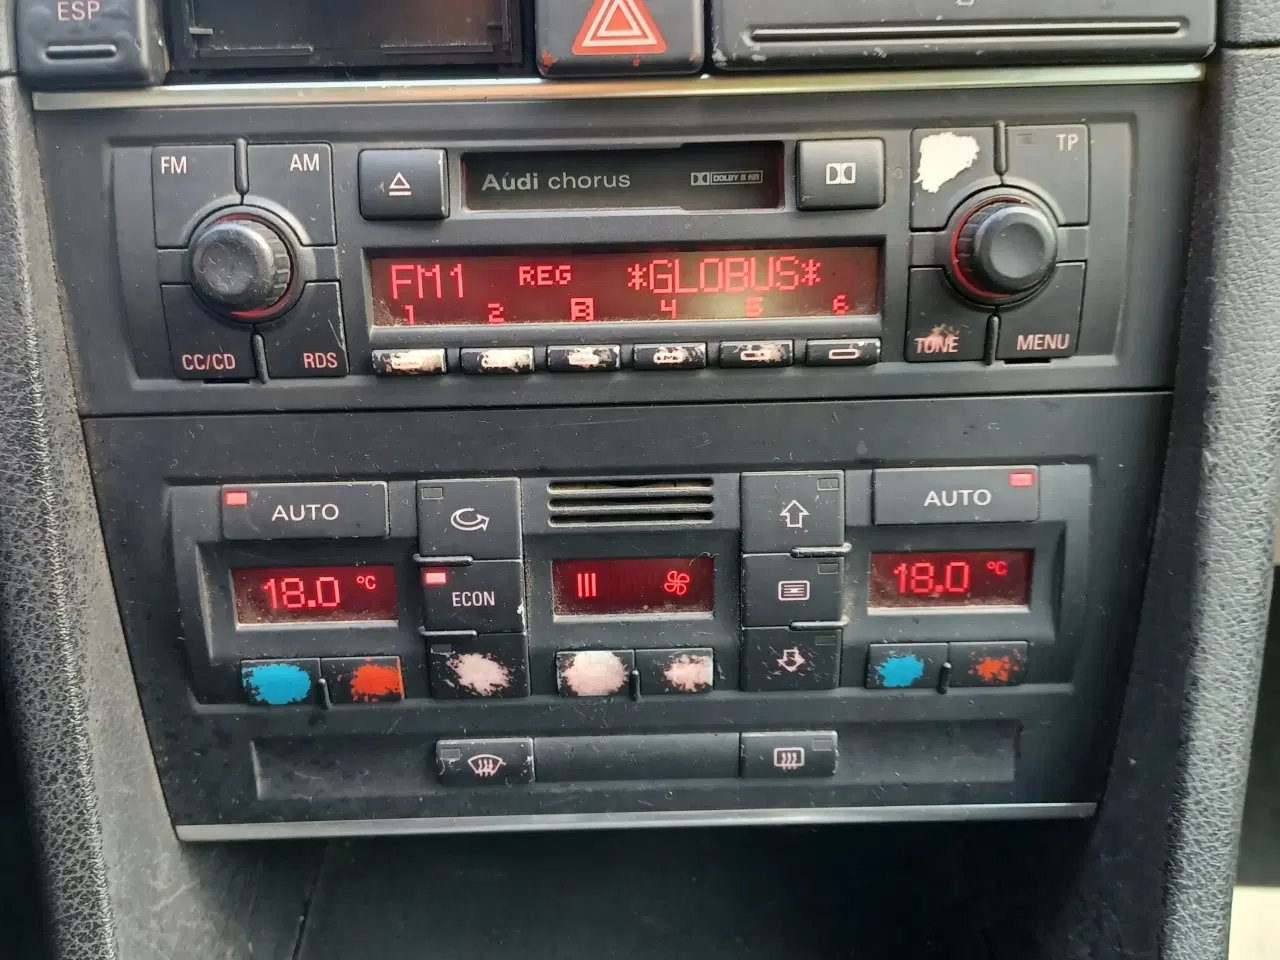 ESP
FM
AM
Aúdi chorus
DOLBY B NR
TP
FM1 REG *GLOBUS*
1 2 3 4 5 6
CC/CD
RDS
TONE
MENU
AUTO
AUTO
18.0 °C
ECON
18.0 °C